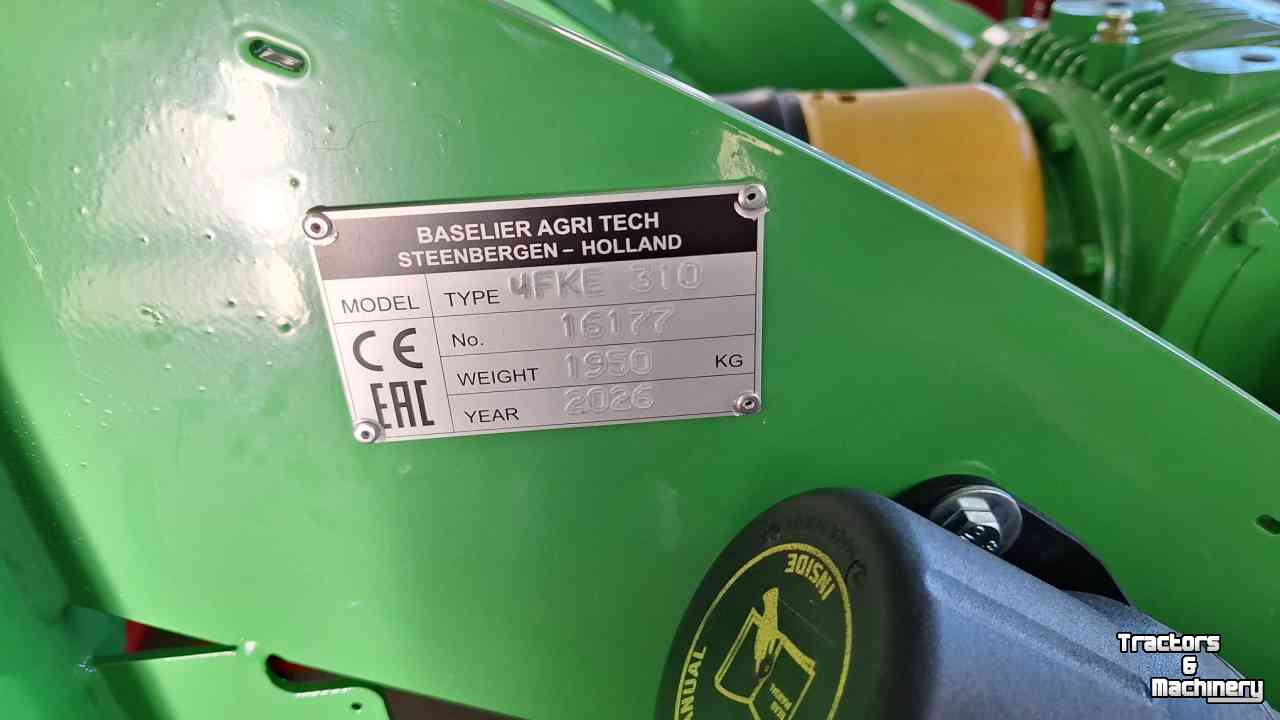 BASELIER AGRI TECH
STEENBERGEN – HOLLAND
MODEL TYPE 4FKE 310
No. 16177
WEIGHT 1950 KG
YEAR 2026
CE
EAC
INSIDE
MANUAL
Tractors
&
Machinery